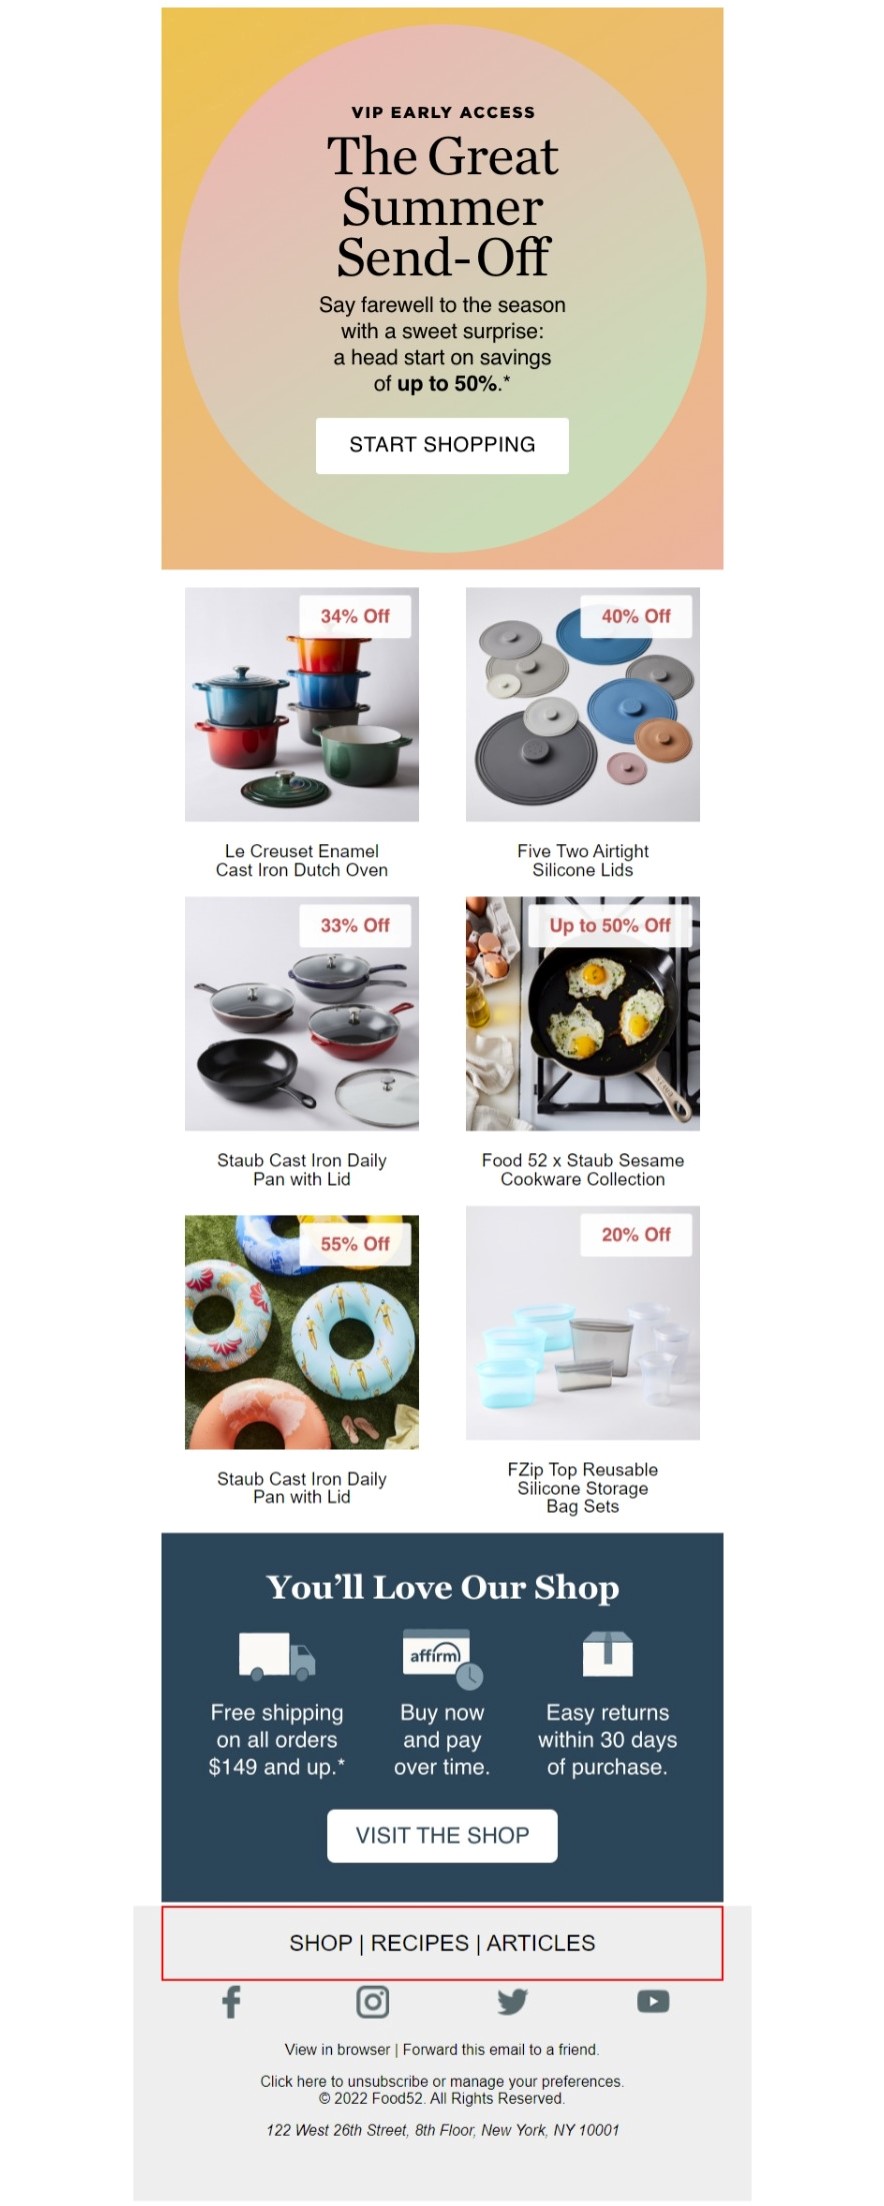 VIP EARLY ACCESS
The Great
Summer
Send-Off
Say farewell to the season
with a sweet surprise:
a head start on savings
of up to 50%.*
START SHOPPING
34% Off
40% Off
Le Creuset Enamel
Cast Iron Dutch Oven
Five Two Airtight
Silicone Lids
33% Off
Up to 50% Off
Staub Cast Iron Daily
Pan with Lid
Food 52 x Staub Sesame
Cookware Collection
55% Off
20% Off
Staub Cast Iron Daily
Pan with Lid
FZip Top Reusable
Silicone Storage
Bag Sets
You’ll Love Our Shop
affirm
Free shipping
on all orders
$149 and up.*
Buy now
and pay
over time.
Easy returns
within 30 days
of purchase.
VISIT THE SHOP
SHOP | RECIPES | ARTICLES
View in browser | Forward this email to a friend.
Click here to unsubscribe or manage your preferences.
© 2022 Food52. All Rights Reserved.
122 West 26th Street, 8th Floor, New York, NY 10001